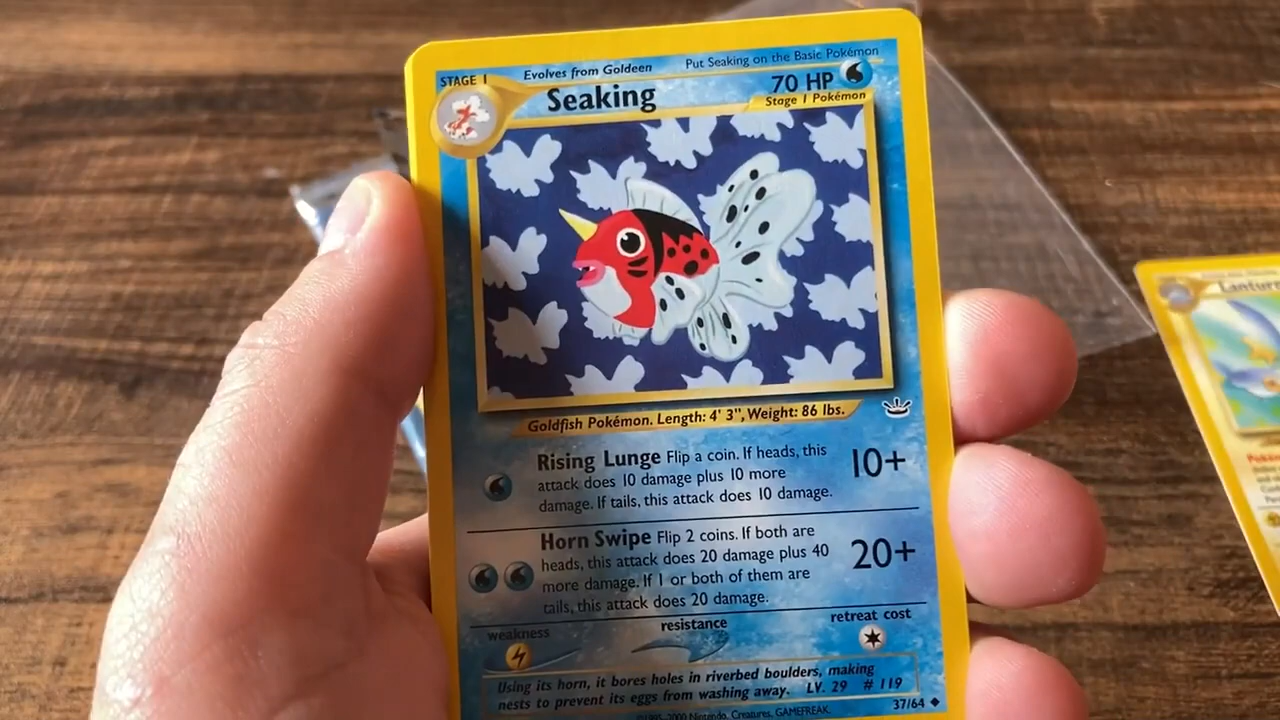 STAGE 1 Evolves from Goldeen Put Seaking on the Basic Pokémon
Seaking 70 HP
Stage 1 Pokémon
Goldfish Pokémon. Length: 4' 3", Weight: 86 lbs.
Rising Lunge Flip a coin. If heads, this
attack does 10 damage plus 10 more
damage. If tails, this attack does 10 damage.
10+
Horn Swipe Flip 2 coins. If both are
heads, this attack does 20 damage plus 40
more damage. If 1 or both of them are
tails, this attack does 20 damage.
20+
weakness resistance retreat cost
Using its horn, it bores holes in riverbed boulders, making
nests to prevent its eggs from washing away. LV. 29 # 119
Nintendo, Creatures, GAMEFREAK. 37/64
Lanturn